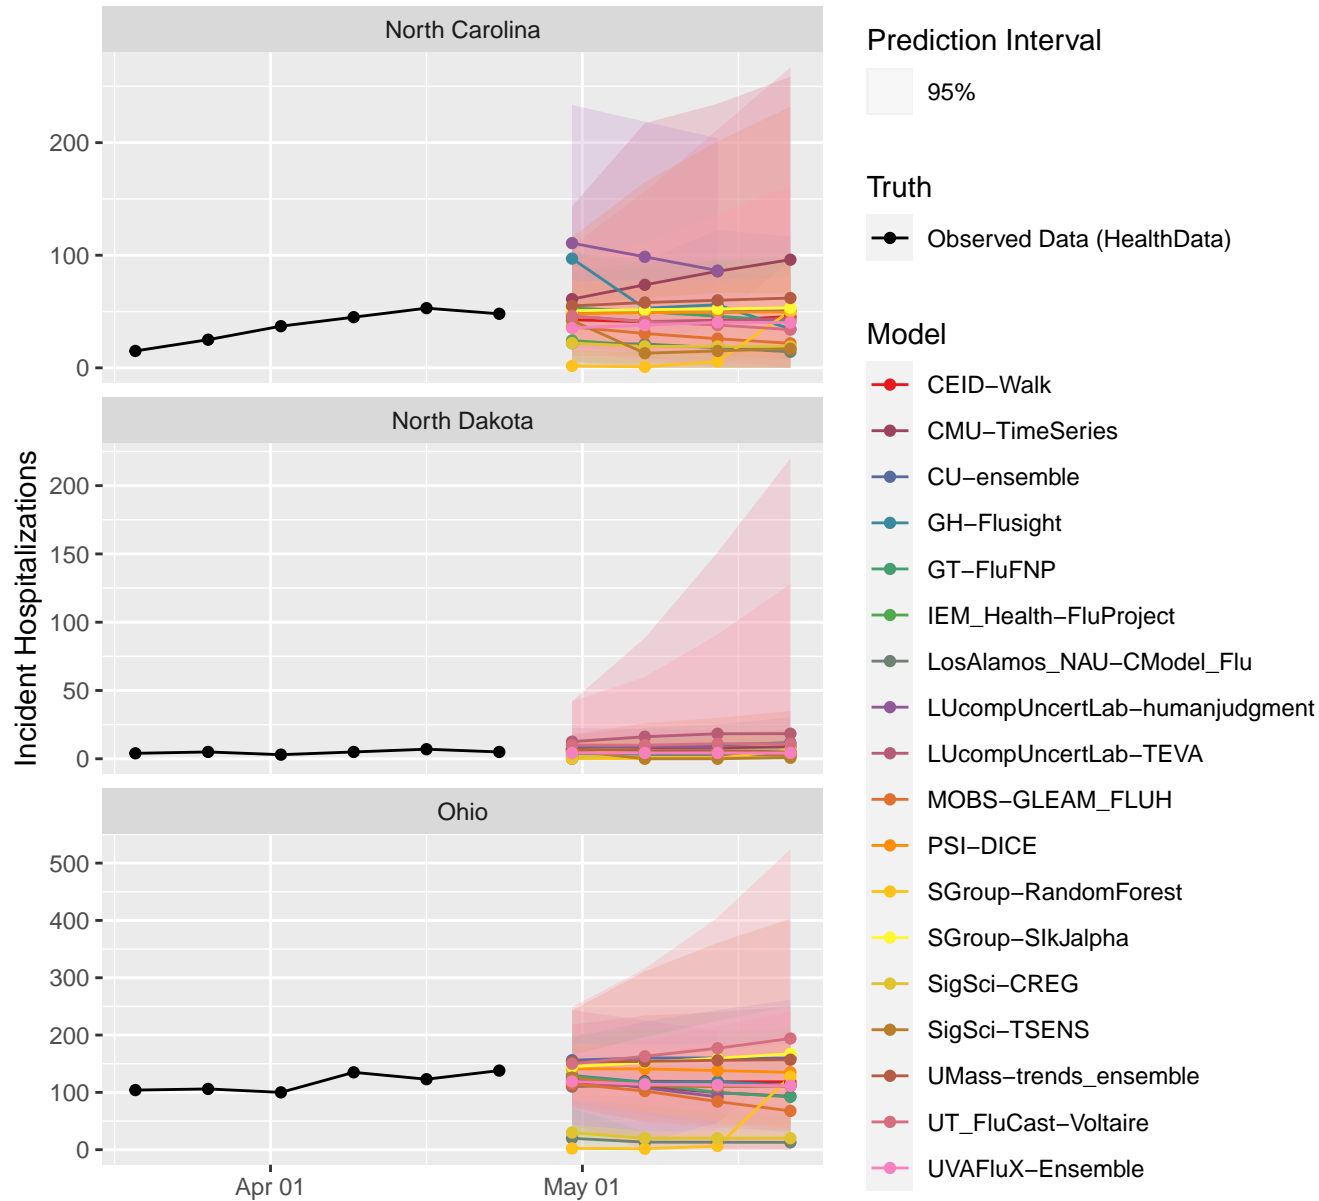 North Carolina
200
100
0
North Dakota
200
150
100
50
0
Ohio
500
400
300
200
100
0
Apr 01
May 01
Incident Hospitalizations
Prediction Interval
95%
Truth
Observed Data (HealthData)
Model
CEID−Walk
CMU−TimeSeries
CU−ensemble
GH−Flusight
GT−FluFNP
IEM_Health−FluProject
LosAlamos_NAU−CModel_Flu
LUcompUncertLab−humanjudgment
LUcompUncertLab−TEVA
MOBS−GLEAM_FLUH
PSI−DICE
SGroup−RandomForest
SGroup−SIkJalpha
SigSci−CREG
SigSci−TSENS
UMass−trends_ensemble
UT_FluCast−Voltaire
UVAFluX−Ensemble